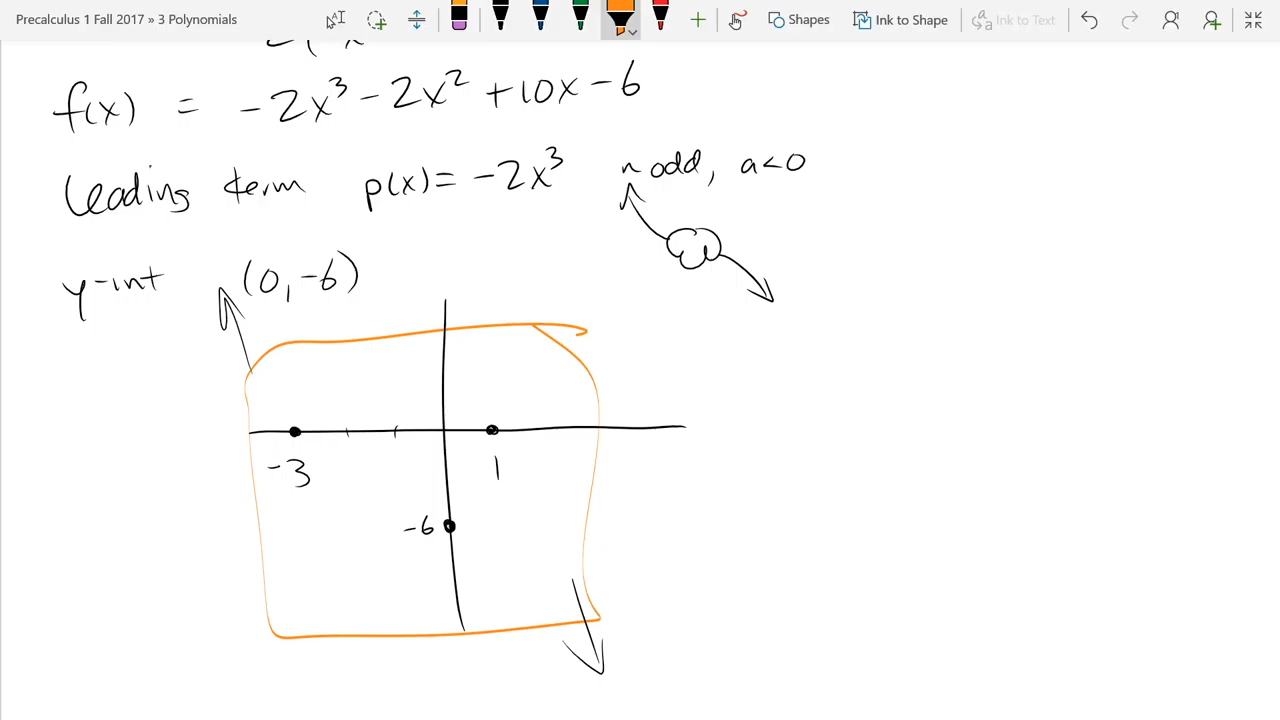 Precalculus 1 Fall 2017 » 3 Polynomials
Shapes
Ink to Shape
Ink to Text
f(x) = -2x³ - 2x² + 10x - 6
leading term p(x) = -2x³ n odd, a < 0
y-int (0, -6)
-3
1
-6